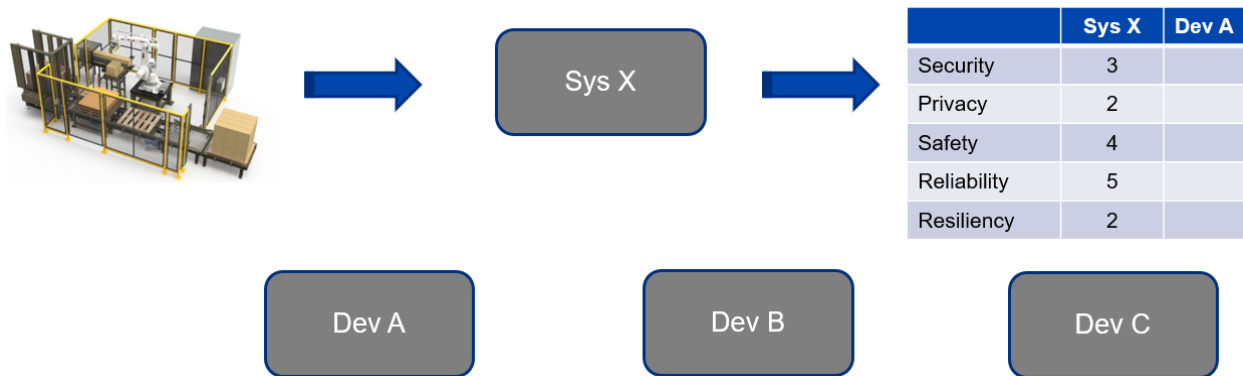 Sys X
Sys X Dev A
Security 3
Privacy 2
Safety 4
Reliability 5
Resiliency 2
Dev A
Dev B
Dev C